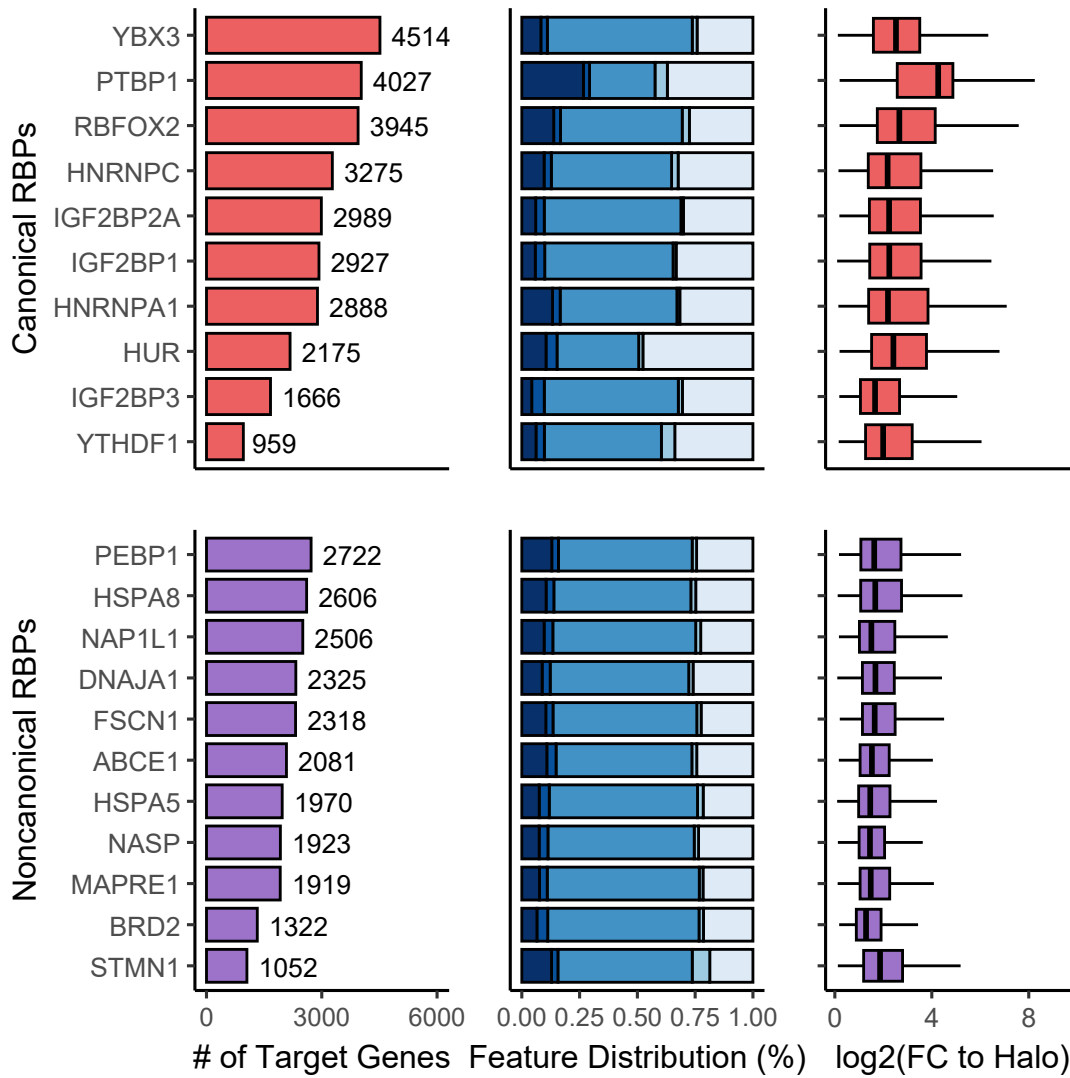 Canonical RBPs
YBX3 4514
PTBP1 4027
RBFOX2 3945
HNRNPC 3275
IGF2BP2A 2989
IGF2BP1 2927
HNRNPA1 2888
HUR 2175
IGF2BP3 1666
YTHDF1 959
Noncanonical RBPs
PEBP1 2722
HSPA8 2606
NAP1L1 2506
DNAJA1 2325
FSCN1 2318
ABCE1 2081
HSPA5 1970
NASP 1923
MAPRE1 1919
BRD2 1322
STMN1 1052
0 3000 6000 0.00 0.25 0.50 0.75 1.00 0 4 8
# of Target Genes Feature Distribution (%) log2(FC to Halo)